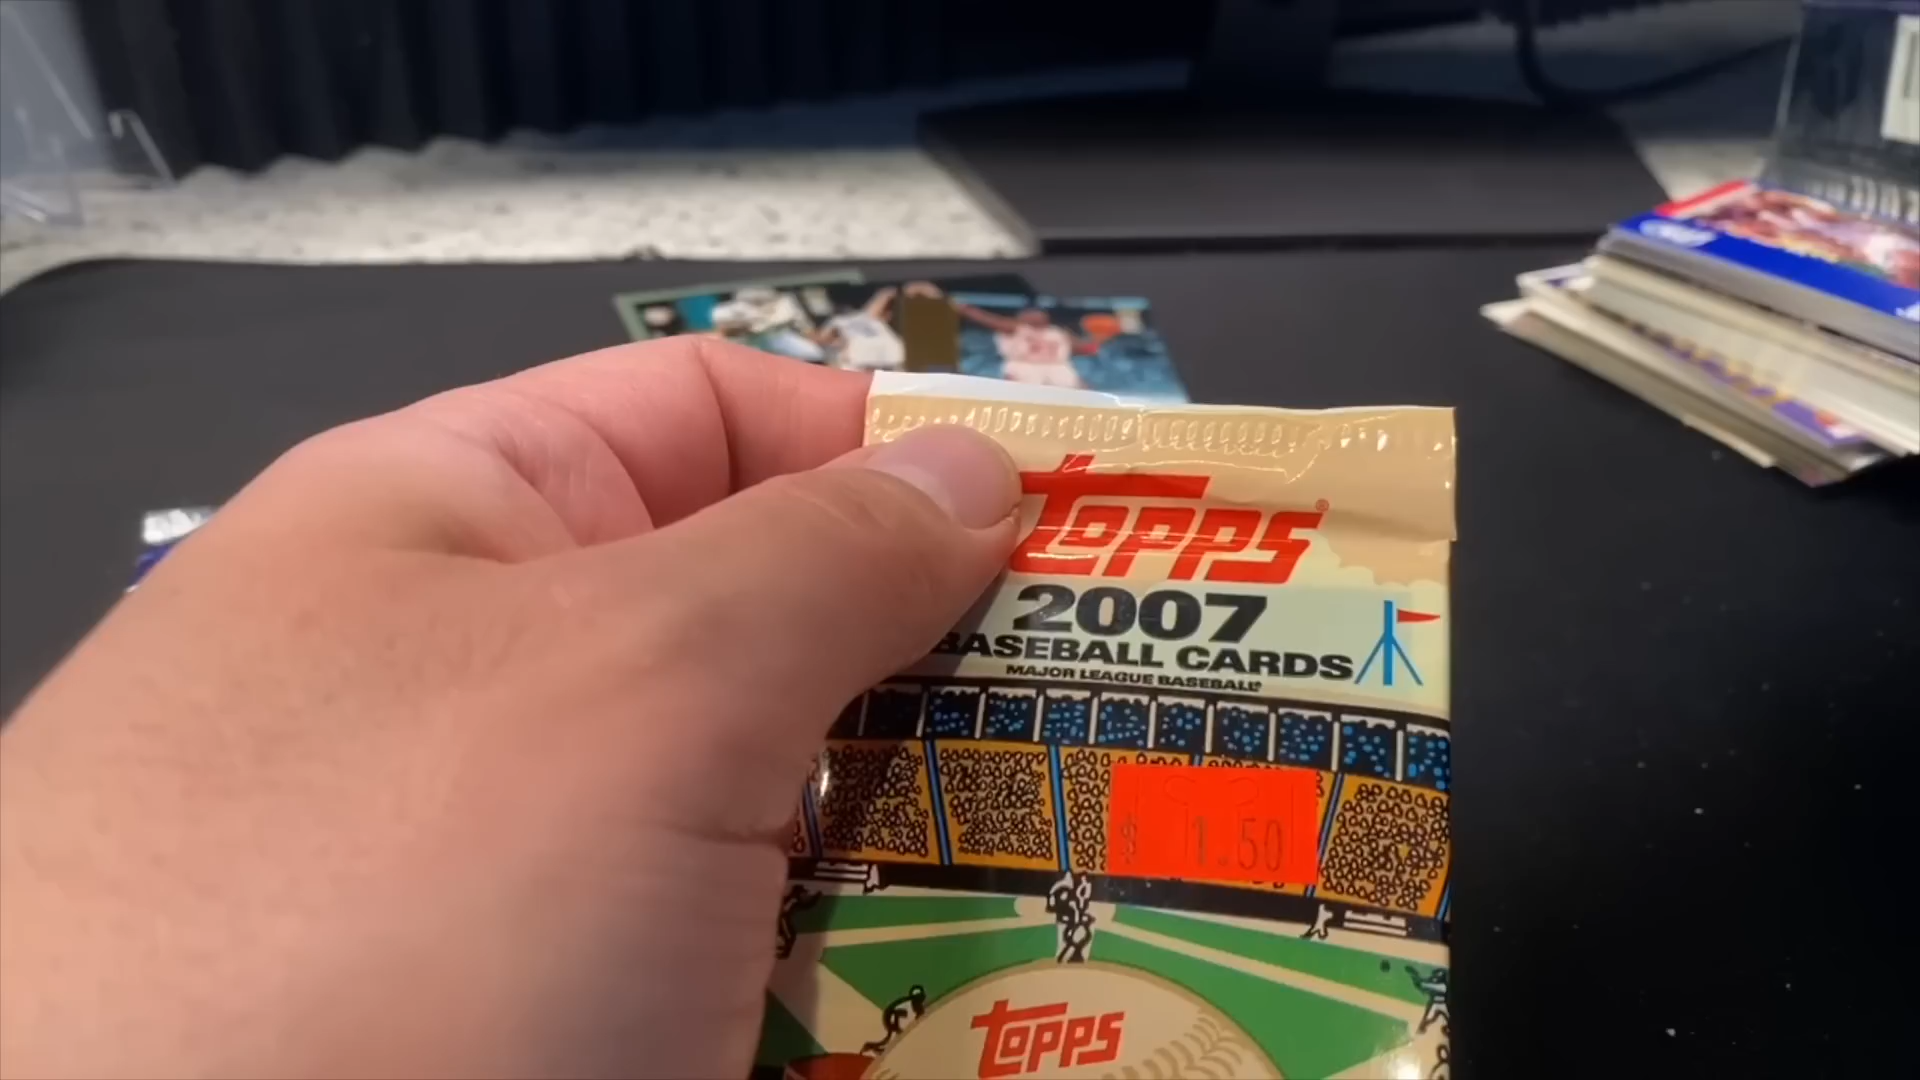 Topps®
2007
BASEBALL CARDS
MAJOR LEAGUE BASEBALL®
$ 1.50
Topps